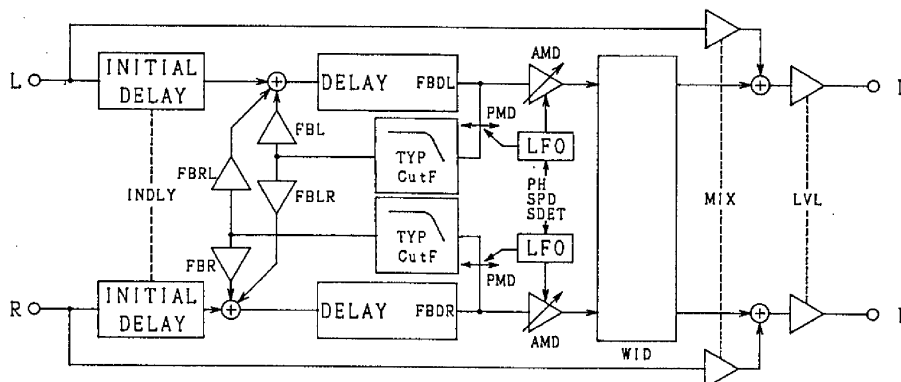 L
INITIAL
DELAY
DELAY
FBDL
AMD
FBL
PMD
TYP
CutF
LFO
FBRL
INDLY
FBLR
PH
SPD
SDET
MIX
LVL
TYP
CutF
LFO
FBR
PMD
R
INITIAL
DELAY
DELAY
FBDR
AMD
WID